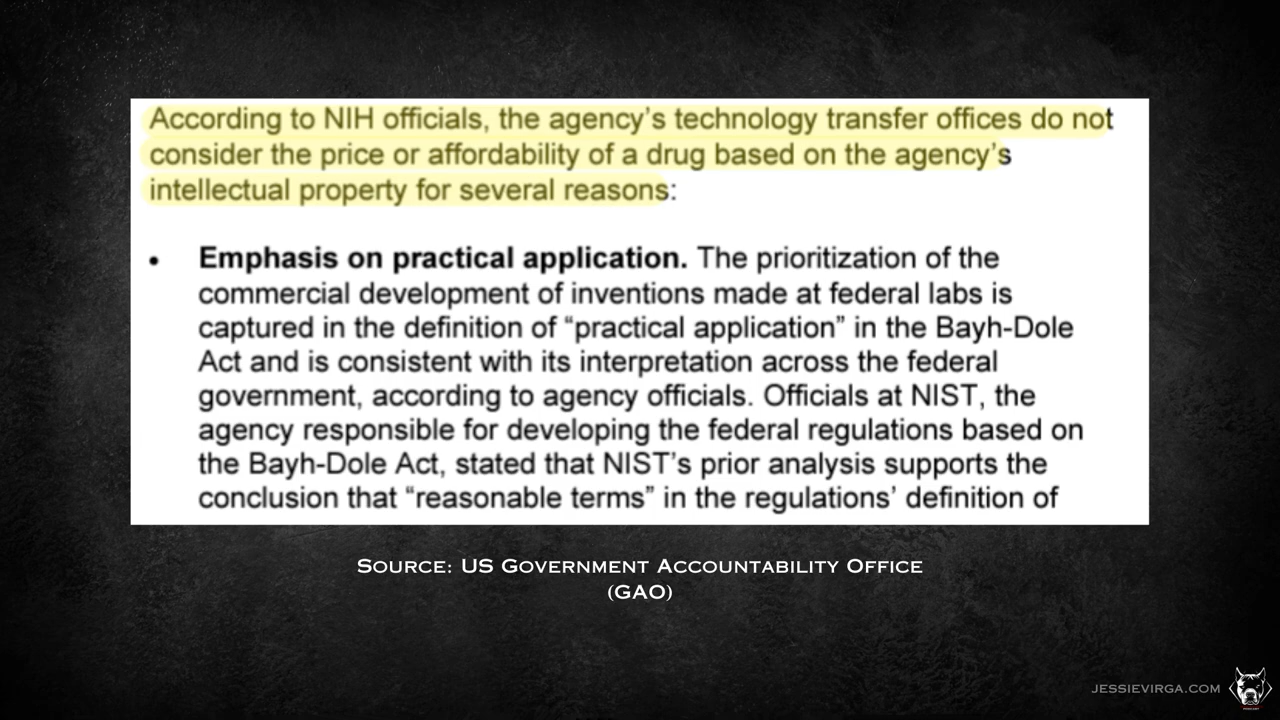 According to NIH officials, the agency’s technology transfer offices do not
consider the price or affordability of a drug based on the agency’s
intellectual property for several reasons:
• Emphasis on practical application. The prioritization of the
commercial development of inventions made at federal labs is
captured in the definition of “practical application” in the Bayh-Dole
Act and is consistent with its interpretation across the federal
government, according to agency officials. Officials at NIST, the
agency responsible for developing the federal regulations based on
the Bayh-Dole Act, stated that NIST’s prior analysis supports the
conclusion that “reasonable terms” in the regulations’ definition of
Source: US Government Accountability Office
(GAO)
JESSIEVIRGA.COM